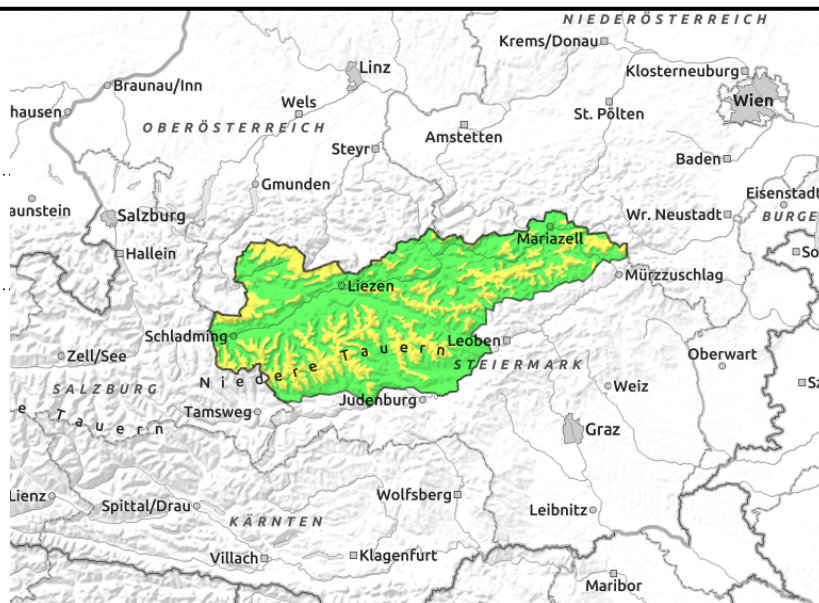 NIEDERÖSTERREICH
Krems/Donau
Linz
Klosterneuburg
Braunau/Inn
Wels
Wien
hausen
St. Pölten
OBERÖSTERREICH
Amstetten
Steyr
Baden
Gmunden
Eisenstadt
aunstein
Salzburg
Wr. Neustadt
BURGE
Mariazell
Hallein
So
Mürzzuschlag
Liezen
Schladming
Leoben
Zell/See
Niedere Tauern
STEIERMARK
Oberwart
SALZBURG
Weiz
Sz
Judenburg
Tamsweg
e Tauern
Graz
Lienz
Wolfsberg
Spittal/Drau
Leibnitz
KÄRNTEN
Villach
Klagenfurt
Maribor